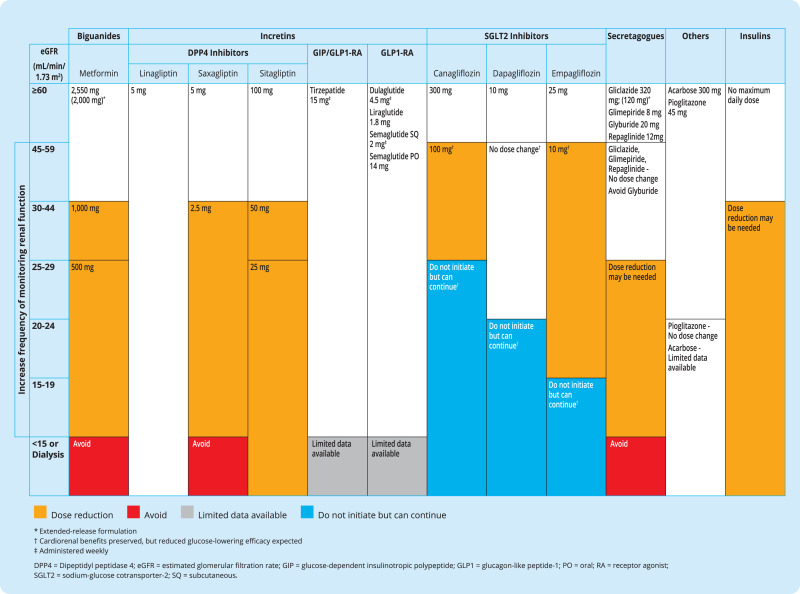 Biguanides
Incretins
SGLT2 Inhibitors
Secretagogues
Others
Insulins
eGFR
(mL/min/
1.73 m²)
DPP4 Inhibitors
GIP/GLP1-RA
GLP1-RA
Metformin
Linagliptin
Saxagliptin
Sitagliptin
Canagliflozin
Dapagliflozin
Empagliflozin
≥60
2,550 mg
(2,000 mg)*
5 mg
5 mg
100 mg
Tirzepatide
15 mg‡
Dulaglutide
4.5 mg‡
Liraglutide
1.8 mg
Semaglutide SQ
2 mg‡
Semaglutide PO
14 mg
300 mg
10 mg
25 mg
Gliclazide 320
mg; (120 mg)*
Glimepiride 8 mg
Glyburide 20 mg
Repaglinide 12mg
Acarbose 300 mg
Pioglitazone
45 mg
No maximum
daily dose
Increase frequency of monitoring renal function
45-59
100 mg†
No dose change†
10 mg†
Gliclazide,
Glimepiride,
Repaglinide -
No dose change
Avoid Glyburide
30-44
1,000 mg
2.5 mg
50 mg
Dose
reduction may
be needed
25-29
500 mg
25 mg
Do not initiate
but can
continue†
Dose reduction
may be needed
20-24
Do not initiate
but can
continue†
Pioglitazone -
No dose change
Acarbose -
Limited data
available
15-19
Do not initiate
but can
continue†
<15 or
Dialysis
Avoid
Avoid
Limited data
available
Limited data
available
Avoid
Dose reduction
Avoid
Limited data available
Do not initiate but can continue
* Extended-release formulation
† Cardiorenal benefits preserved, but reduced glucose-lowering efficacy expected
‡ Administered weekly
DPP4 = Dipeptidyl peptidase 4; eGFR = estimated glomerular filtration rate; GIP = glucose-dependent insulinotropic polypeptide; GLP1 = glucagon-like peptide-1; PO = oral; RA = receptor agonist;
SGLT2 = sodium-glucose cotransporter-2; SQ = subcutaneous.